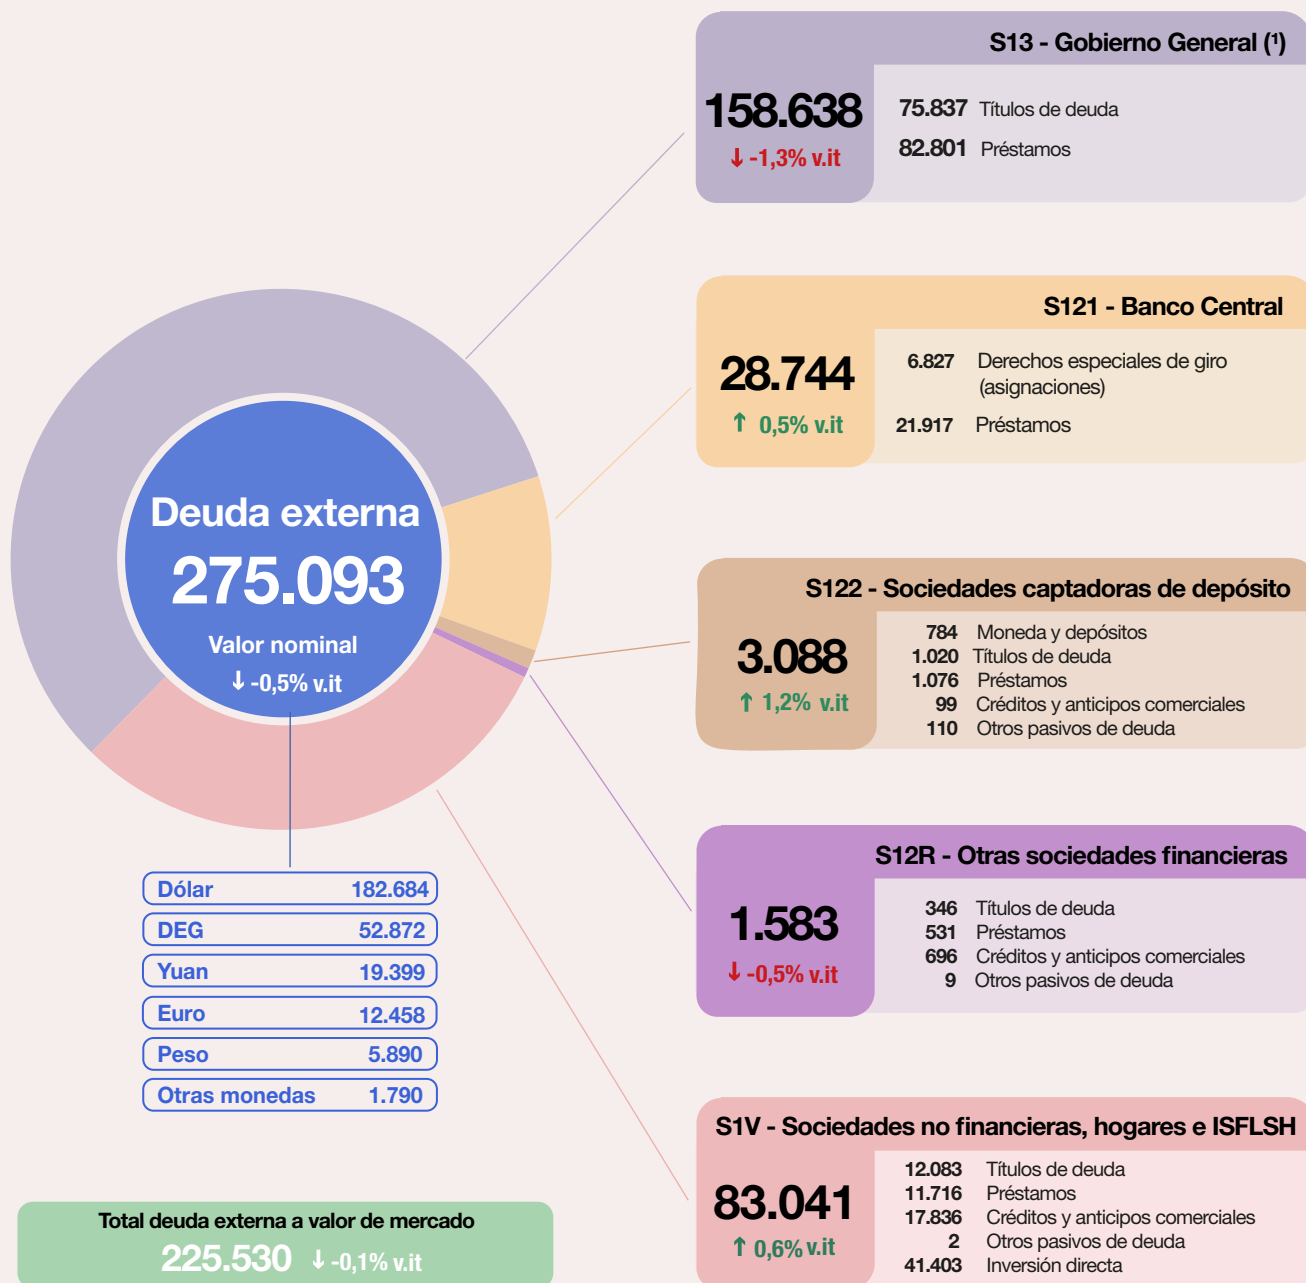 S13 - Gobierno General (¹)
158.638
↓ -1,3% v.it
75.837 Títulos de deuda
82.801 Préstamos
S121 - Banco Central
28.744
↑ 0,5% v.it
6.827 Derechos especiales de giro
(asignaciones)
21.917 Préstamos
Deuda externa
275.093
Valor nominal
↓ -0,5% v.it
S122 - Sociedades captadoras de depósito
3.088
↑ 1,2% v.it
784 Moneda y depósitos
1.020 Títulos de deuda
1.076 Préstamos
99 Créditos y anticipos comerciales
110 Otros pasivos de deuda
S12R - Otras sociedades financieras
1.583
↓ -0,5% v.it
346 Títulos de deuda
531 Préstamos
696 Créditos y anticipos comerciales
9 Otros pasivos de deuda
Dólar 182.684
DEG 52.872
Yuan 19.399
Euro 12.458
Peso 5.890
Otras monedas 1.790
S1V - Sociedades no financieras, hogares e ISFLSH
83.041
↑ 0,6% v.it
12.083 Títulos de deuda
11.716 Préstamos
17.836 Créditos y anticipos comerciales
2 Otros pasivos de deuda
41.403 Inversión directa
Total deuda externa a valor de mercado
225.530 ↓ -0,1% v.it